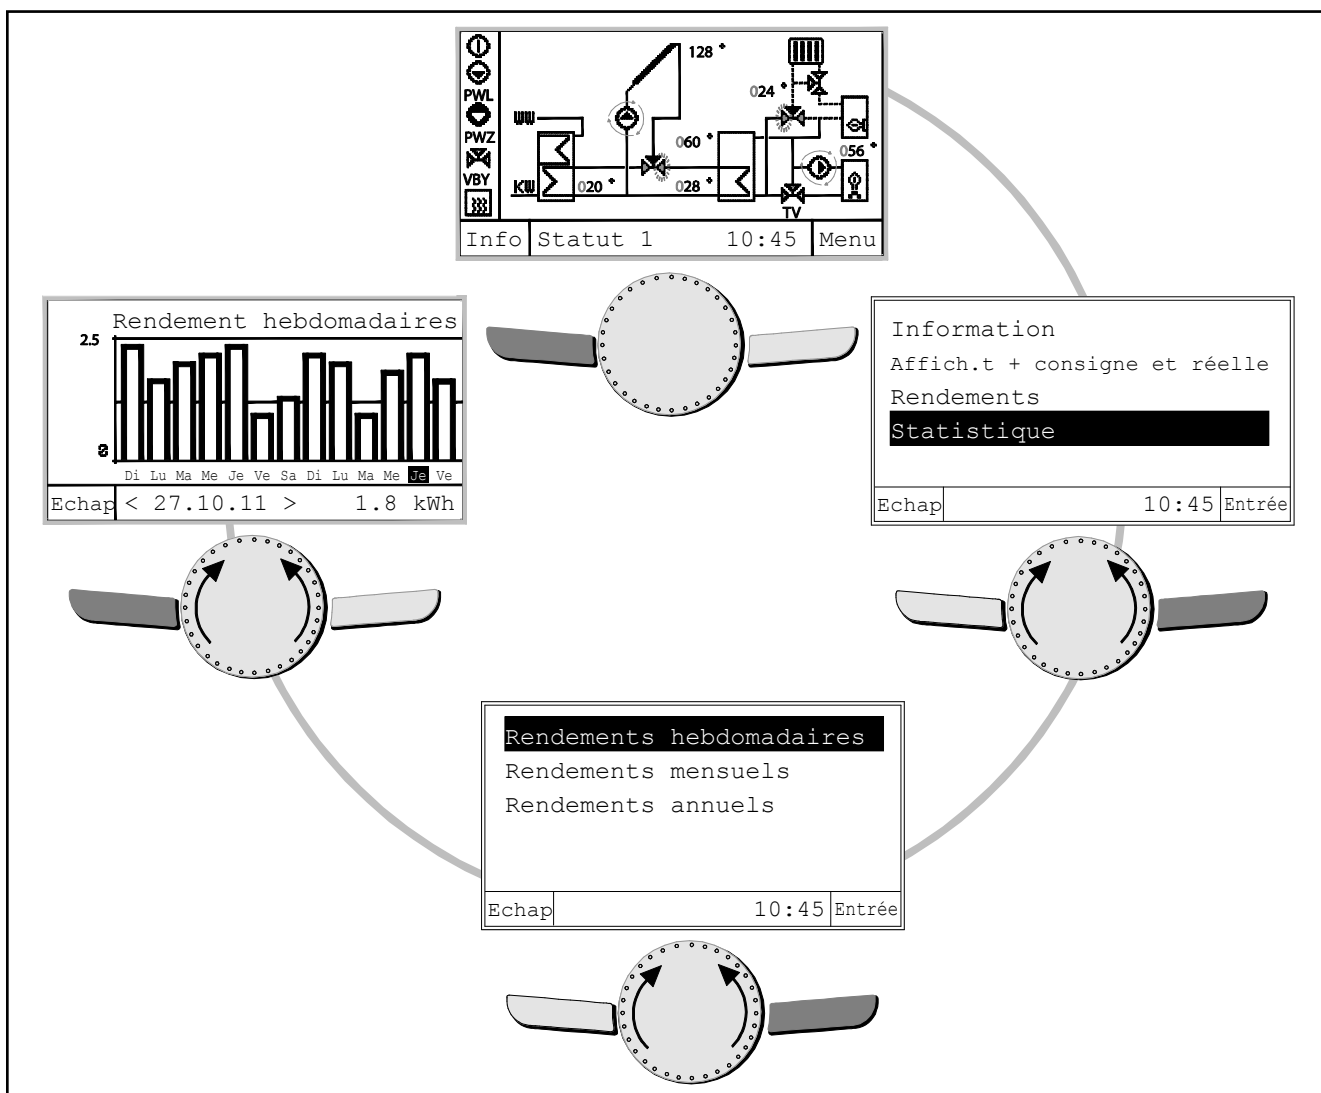 128 °
PWL
024 °
WW
PWZ
060 °
056 °
VBY
KW
020 °
028 °
TV
Info Statut 1 10:45 Menu
Rendement hebdomadaires
2.5
0
Di Lu Ma Me Je Ve Sa Di Lu Ma Me Je Ve
Echap < 27.10.11 > 1.8 kWh
Information
Affich.t + consigne et réelle
Rendements
Statistique
Echap 10:45 Entrée
Rendements hebdomadaires
Rendements mensuels
Rendements annuels
Echap 10:45 Entrée